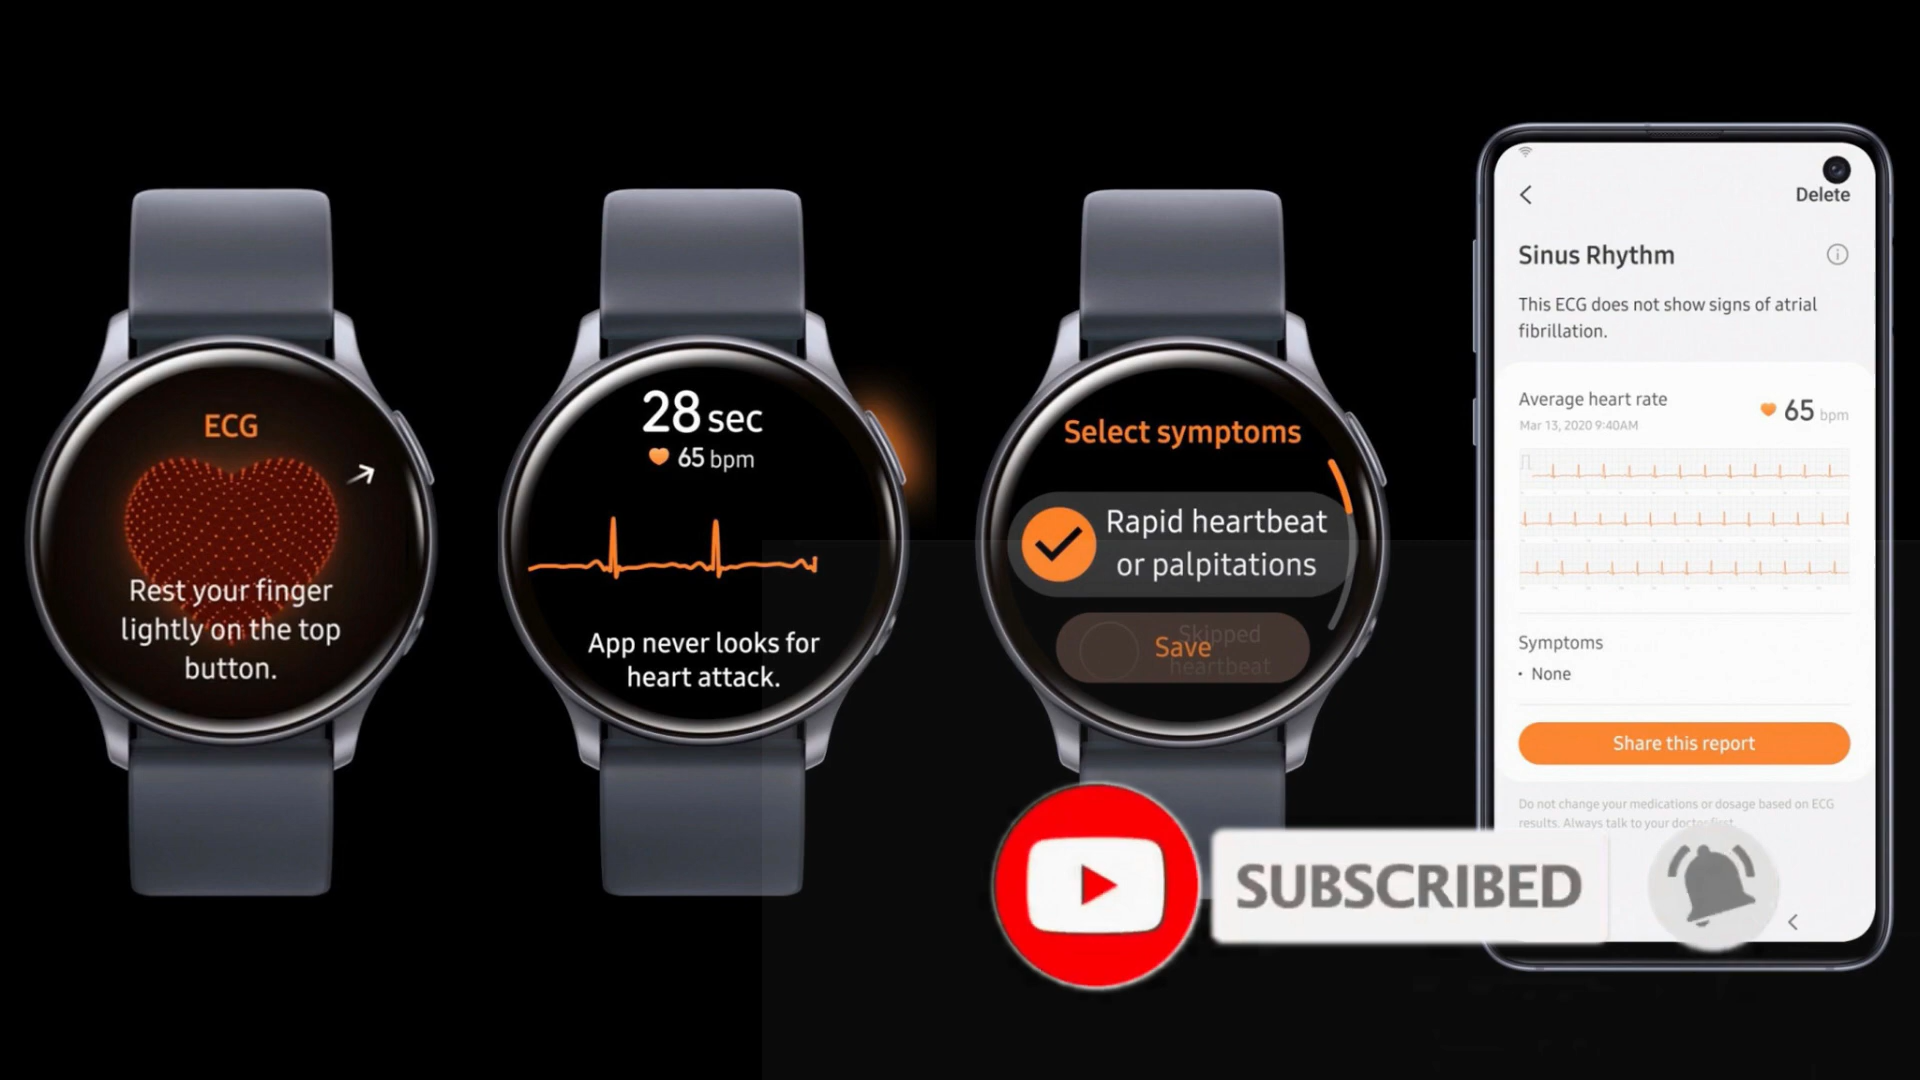 ECG
Rest your finger
lightly on the top
button.
28 sec
65 bpm
App never looks for
heart attack.
Select symptoms
Rapid heartbeat
or palpitations
Skipped
heartbeat
Save
Delete
Sinus Rhythm
This ECG does not show signs of atrial
fibrillation.
Average heart rate
65 bpm
Mar 13, 2020 9:40AM
Symptoms
• None
Share this report
Do not change your medications or dosage based on ECG
results. Always talk to your doctor first.
SUBSCRIBED